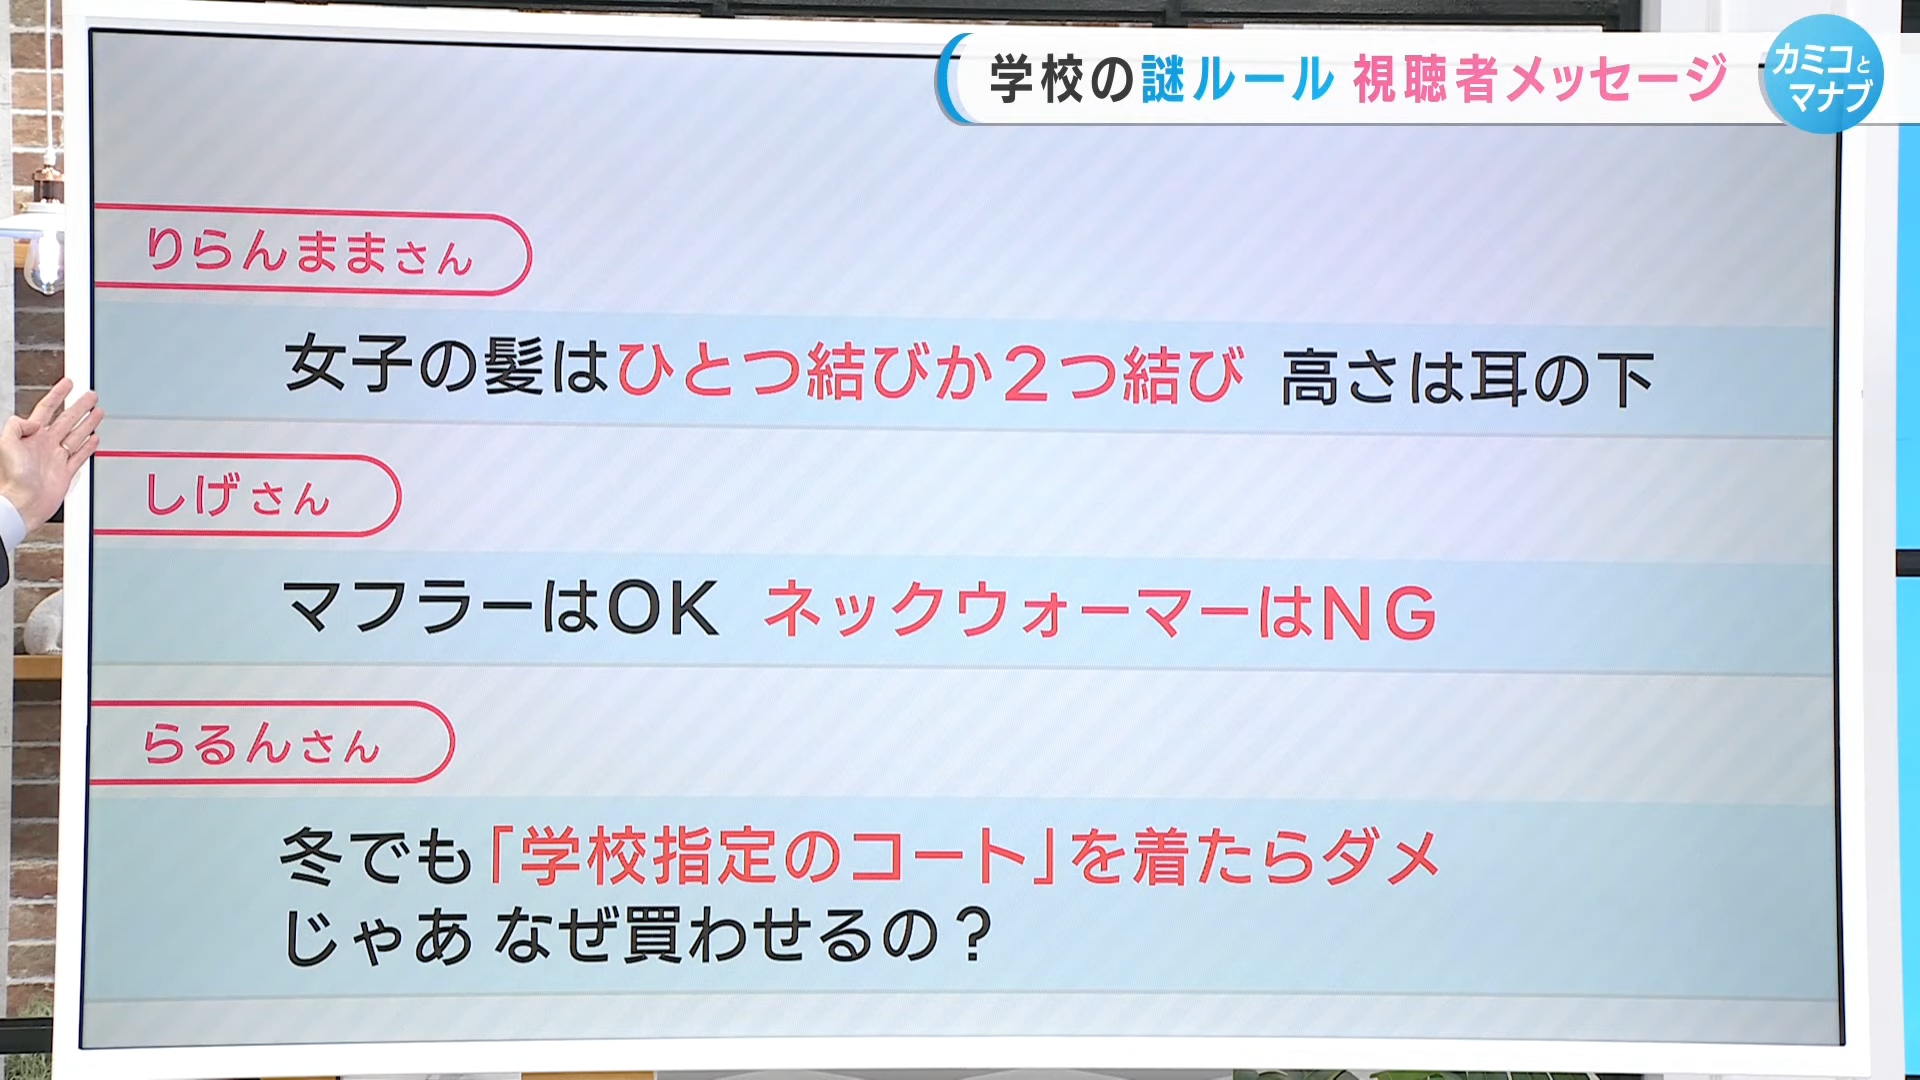 学校の謎ルール 視聴者メッセージ
カミコと
マナブ
りらんままさん
女子の髪はひとつ結びか2つ結び 高さは耳の下
しげさん
マフラーはOK ネックウォーマーはNG
らるんさん
冬でも「学校指定のコート」を着たらダメ
じゃあ なぜ買わせるの?